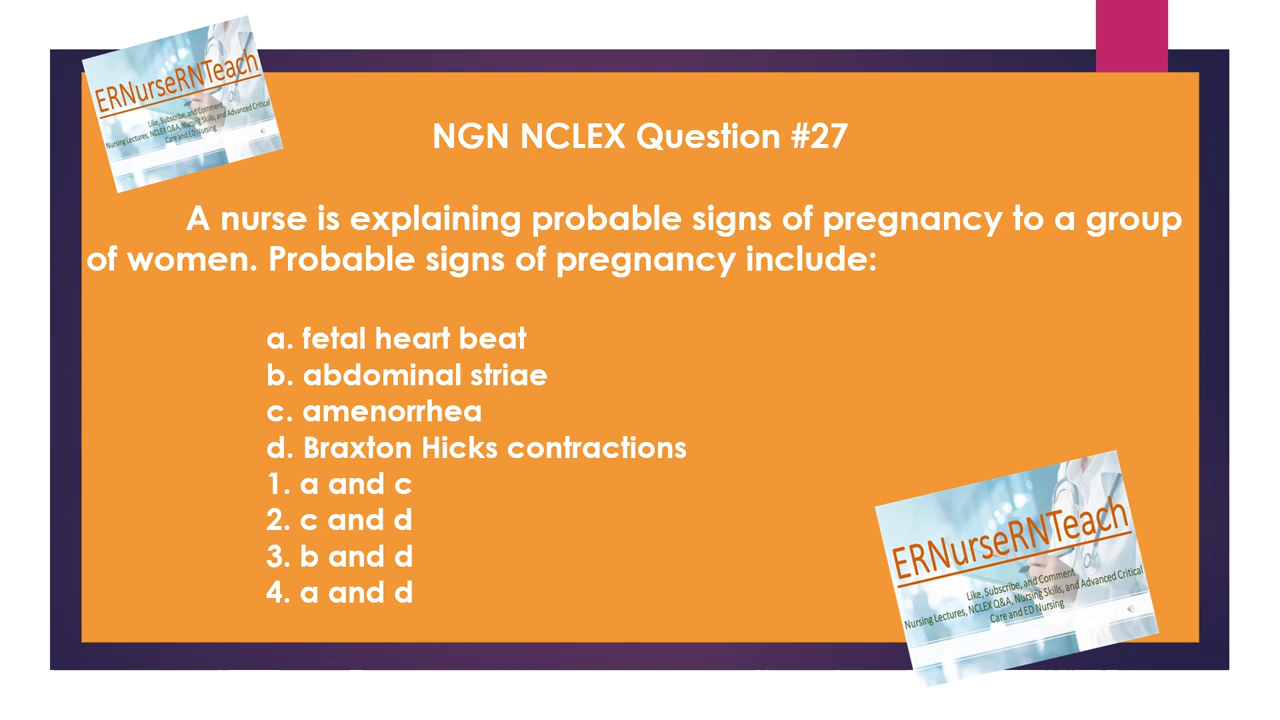 ERNurseRNTeach
Like, Subscribe, and Comment
Nursing Lectures, NCLEX Q&A, Nursing Skills, and Advanced Critical
Care and ED Nursing
NGN NCLEX Question #27
A nurse is explaining probable signs of pregnancy to a group
of women. Probable signs of pregnancy include:
a. fetal heart beat
b. abdominal striae
c. amenorrhea
d. Braxton Hicks contractions
1. a and c
2. c and d
3. b and d
4. a and d
ERNurseRNTeach
Like, Subscribe, and Comment
Nursing Lectures, NCLEX Q&A, Nursing Skills, and Advanced Critical
Care and ED Nursing